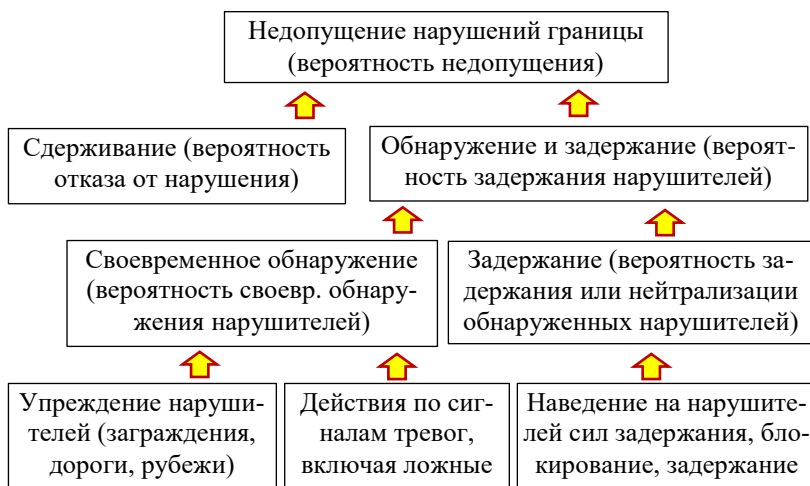 Недопущение нарушений границы
(вероятность недопущения)
Сдерживание (вероятность
отказа от нарушения)
Обнаружение и задержание (вероят-
ность задержания нарушителей)
Своевременное обнаружение
(вероятность своевр. обнару-
жения нарушителей)
Задержание (вероятность за-
держания или нейтрализации
обнаруженных нарушителей)
Упреждение наруши-
телей (заграждения,
дороги, рубежи)
Действия по сиг-
налам тревог,
включая ложные
Наведение на нарушите-
лей сил задержания, бло-
кирование, задержание